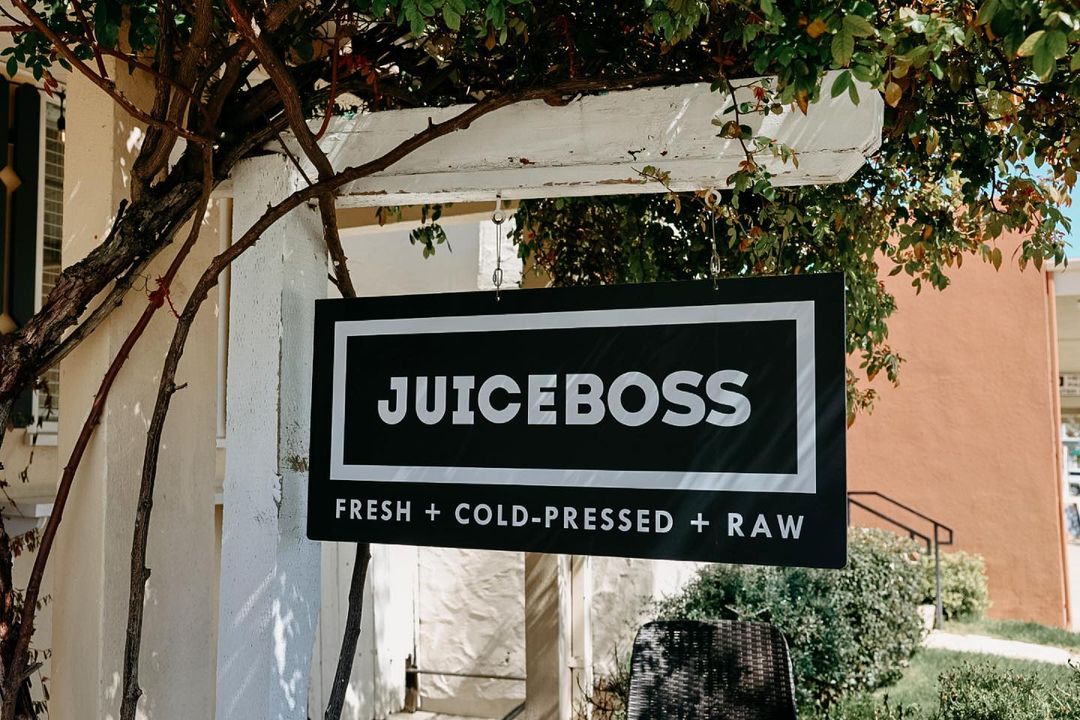 JUICEBOSS
FRESH + COLD-PRESSED + RAW